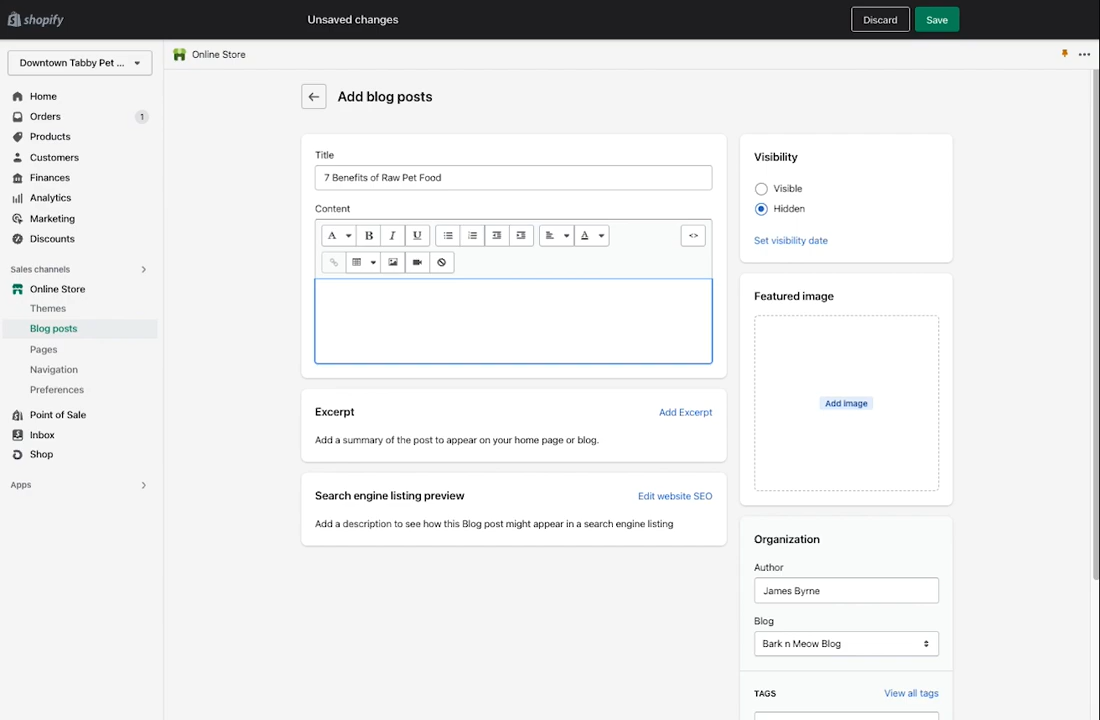 shopify
Unsaved changes
Discard
Save
Downtown Tabby Pet ...
Online Store
Home
Orders
1
Products
Customers
Finances
Analytics
Marketing
Discounts
Sales channels
Online Store
Themes
Blog posts
Pages
Navigation
Preferences
Point of Sale
Inbox
Shop
Apps
Add blog posts
Title
7 Benefits of Raw Pet Food
Content
A
B
I
U
A
<>
Excerpt
Add Excerpt
Add a summary of the post to appear on your home page or blog.
Search engine listing preview
Edit website SEO
Add a description to see how this Blog post might appear in a search engine listing
Visibility
Visible
Hidden
Set visibility date
Featured image
Add image
Organization
Author
James Byrne
Blog
Bark n Meow Blog
TAGS
View all tags